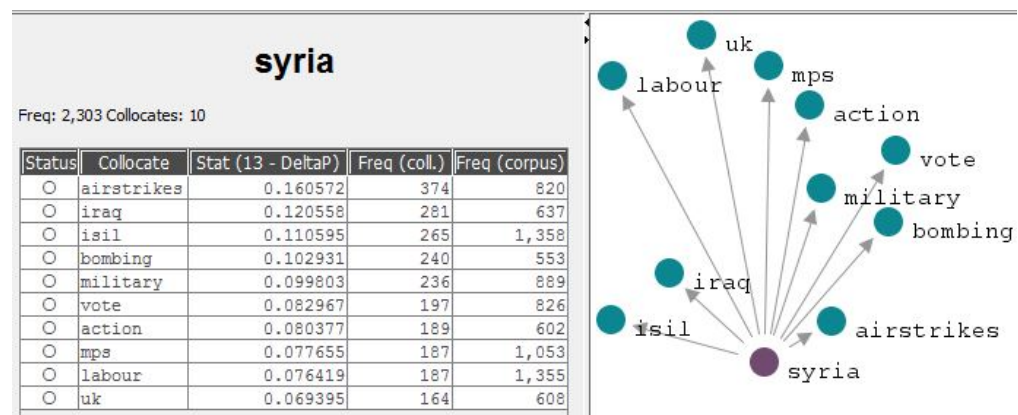 syria
Freq: 2,303 Collocates: 10
Status Collocate Stat (13 - DeltaP) Freq (coll.) Freq (corpus)
airstrikes 0.160572 374 820
iraq 0.120558 281 637
isil 0.110595 265 1,358
bombing 0.102931 240 553
military 0.099803 236 889
vote 0.082967 197 826
action 0.080377 189 602
mps 0.077655 187 1,053
labour 0.076419 187 1,355
uk 0.069395 164 608
uk
labour
mps
action
vote
military
bombing
iraq
isil
airstrikes
syria